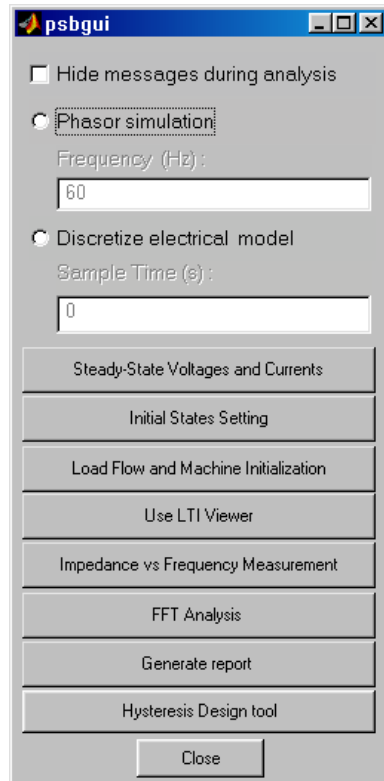 psbgui
Hide messages during analysis
Phasor simulation
Frequency (Hz) :
60
Discretize electrical model
Sample Time (s) :
0
Steady-State Voltages and Currents
Initial States Setting
Load Flow and Machine Initialization
Use LTI Viewer
Impedance vs Frequency Measurement
FFT Analysis
Generate report
Hysteresis Design tool
Close